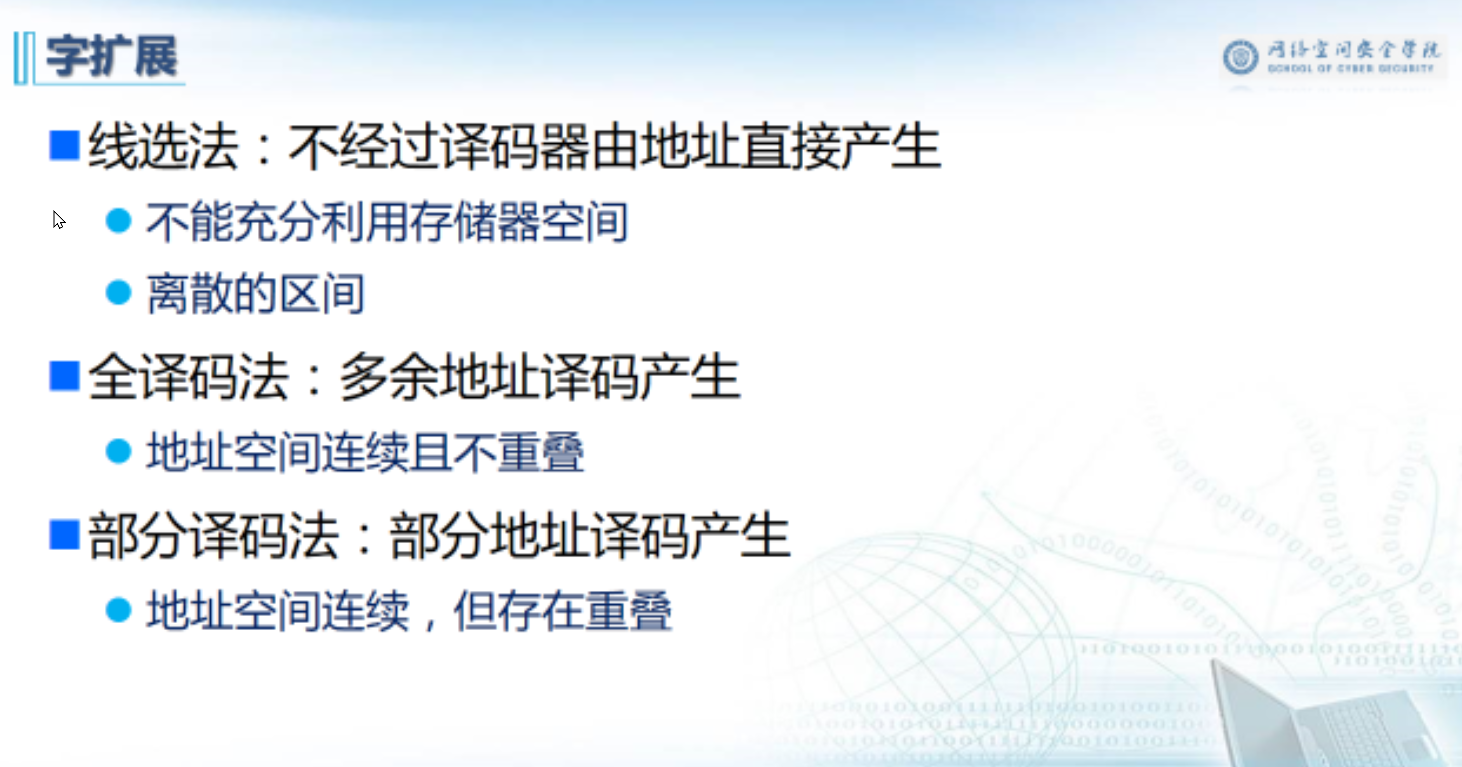 字扩展
网络空间安全学院
SCHOOL OF CYBER SECURITY
线选法：不经过译码器由地址直接产生
不能充分利用存储器空间
离散的区间
全译码法：多余地址译码产生
地址空间连续且不重叠
部分译码法：部分地址译码产生
地址空间连续，但存在重叠